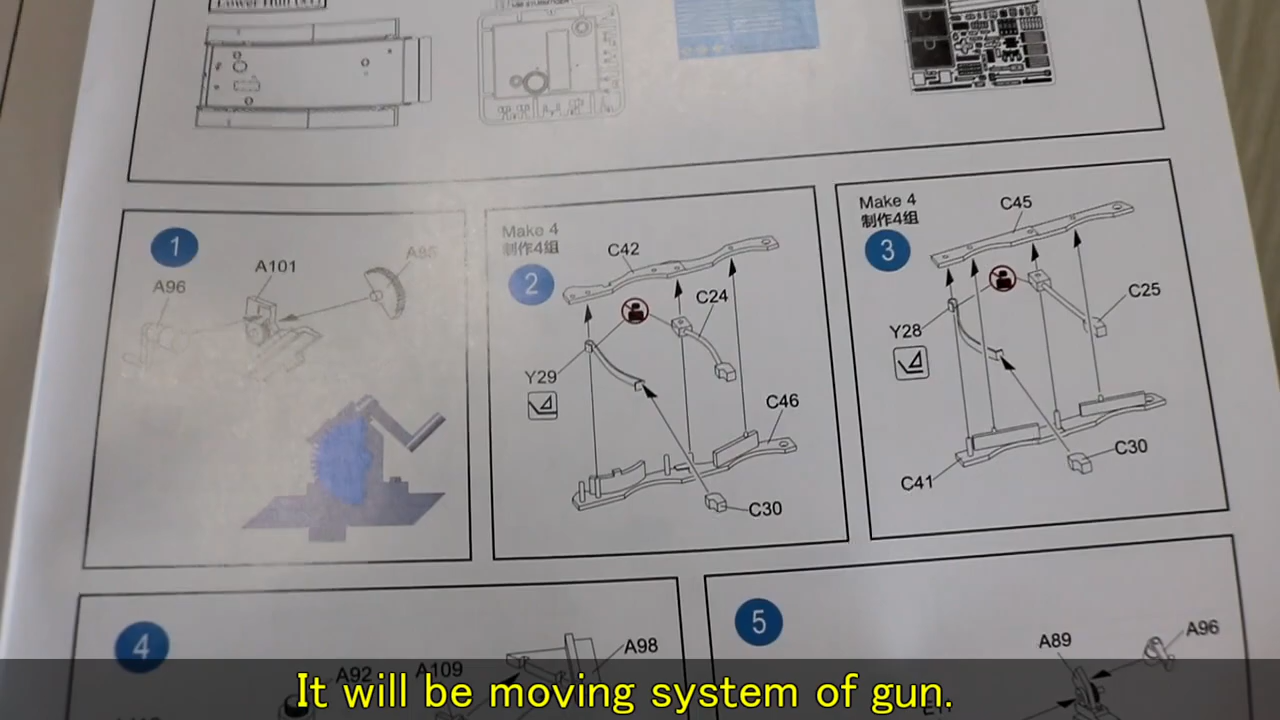 Lower Hull
1
A101
A85
A96
Make 4
制作4组
2
C42
C24
Y29
C46
C30
Make 4
制作4组
3
C45
C25
Y28
C30
C41
4
A98
A92
A109
5
A96
A89
It will be moving system of gun.